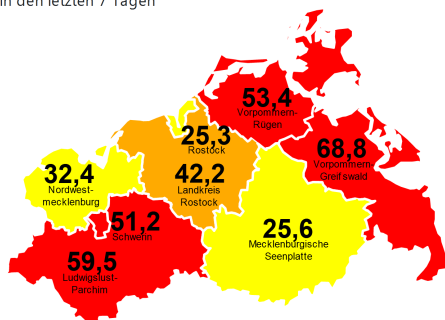 in den letzten 7 Tagen
53,4
Vorpommern-
Rügen
25,3
Rostock
68,8
Vorpommern-
Greifswald
32,4
Nordwest-
mecklenburg
42,2
Landkreis
Rostock
51,2
Schwerin
25,6
Mecklenburgische
Seenplatte
59,5
Ludwigslust-
Parchim